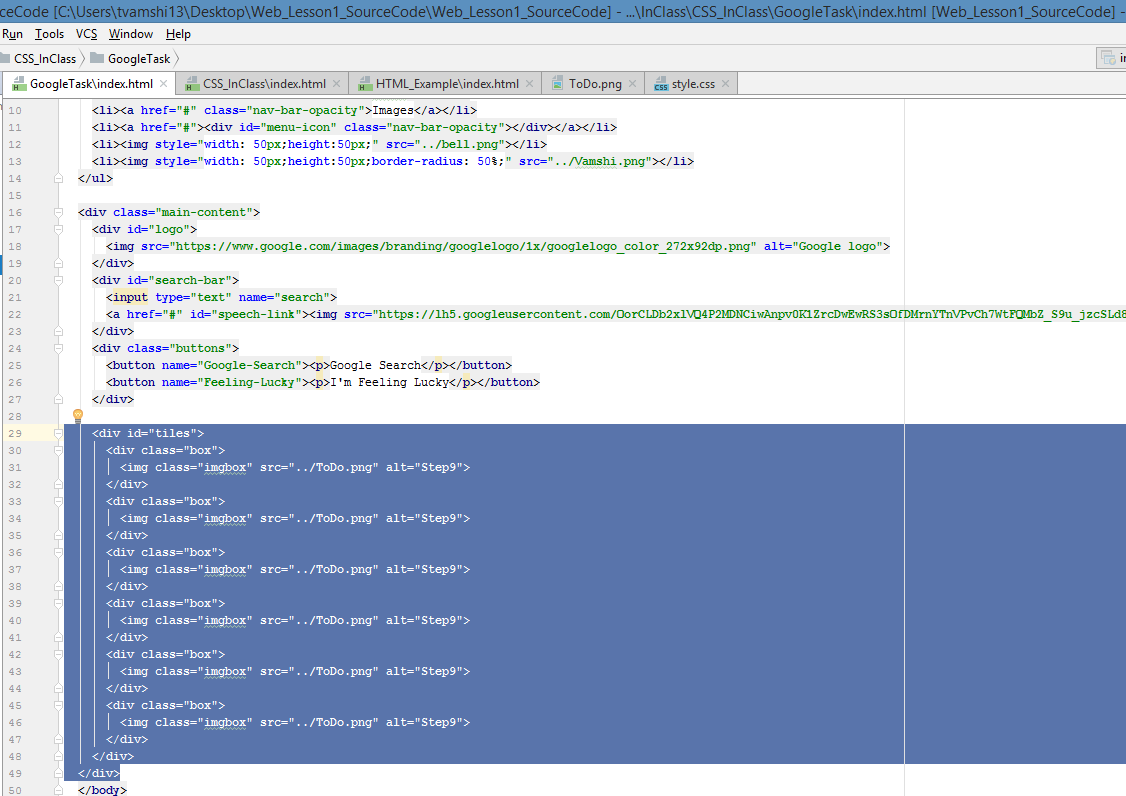 ceCode [C:\Users\tvamshi13\Desktop\Web_Lesson1_SourceCode\Web_Lesson1_SourceCode] - ...\InClass\CSS_InClass\GoogleTask\index.html [Web_Lesson1_SourceCode] -
Run Tools VCS Window Help
CSS_InClass GoogleTask
GoogleTask\index.html CSS_InClass\index.html HTML_Example\index.html ToDo.png style.css
10 <li><a href="#" class="nav-bar-opacity">Images</a></li>
11 <li><a href="#"><div id="menu-icon" class="nav-bar-opacity"></div></a></li>
12 <li><img style="width: 50px;height:50px;" src="../bell.png"></li>
13 <li><img style="width: 50px;height:50px;border-radius: 50%;" src="../Vamshi.png"></li>
14 </ul>
15
16 <div class="main-content">
17 <div id="logo">
18 <img src="https://www.google.com/images/branding/googlelogo/1x/googlelogo_color_272x92dp.png" alt="Google logo">
19 </div>
20 <div id="search-bar">
21 <input type="text" name="search">
22 <a href="#" id="speech-link"><img src="https://lh5.googleusercontent.com/
23 </div>
24 <div class="buttons">
25 <button name="Google-Search"><p>Google Search</p></button>
26 <button name="Feeling-Lucky"><p>I'm Feeling Lucky</p></button>
27 </div>
28
29 <div id="tiles">
30 <div class="box">
31 <img class="imgbox" src="../ToDo.png" alt="Step9">
32 </div>
33 <div class="box">
34 <img class="imgbox" src="../ToDo.png" alt="Step9">
35 </div>
36 <div class="box">
37 <img class="imgbox" src="../ToDo.png" alt="Step9">
38 </div>
39 <div class="box">
40 <img class="imgbox" src="../ToDo.png" alt="Step9">
41 </div>
42 <div class="box">
43 <img class="imgbox" src="../ToDo.png" alt="Step9">
44 </div>
45 <div class="box">
46 <img class="imgbox" src="../ToDo.png" alt="Step9">
47 </div>
48 </div>
49 </div>
50 </body>